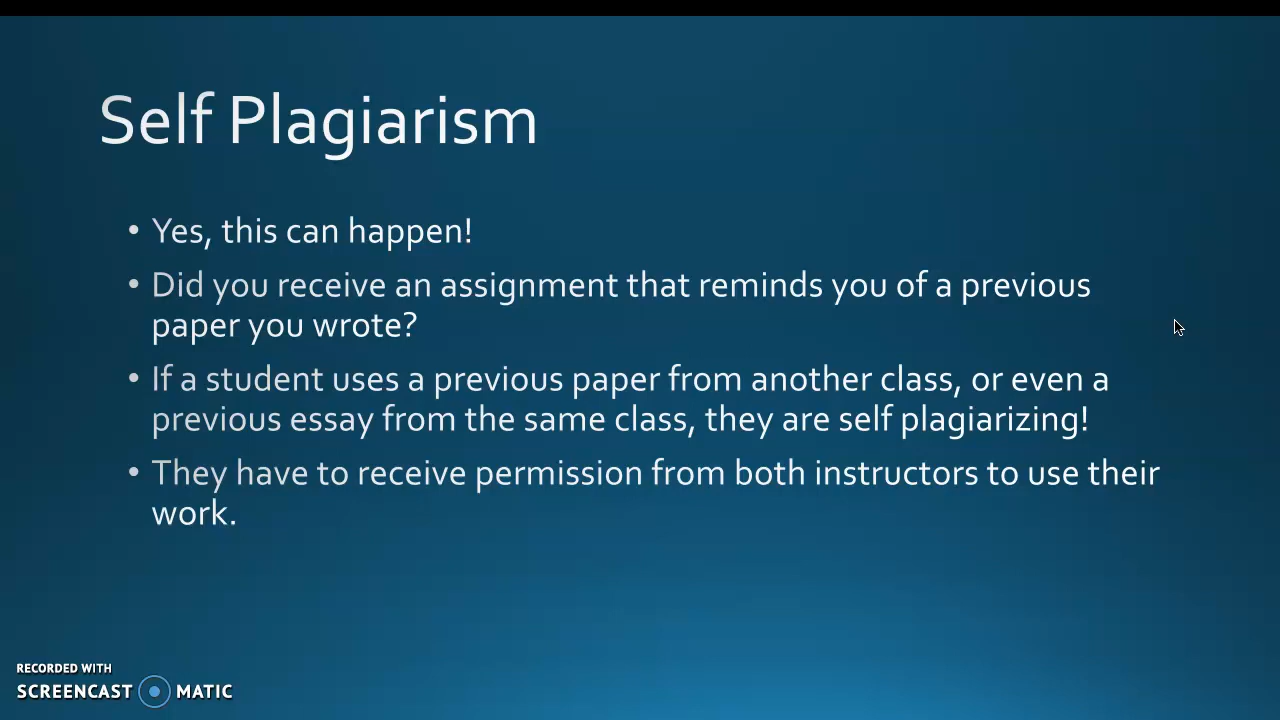 Self Plagiarism
• Yes, this can happen!
• Did you receive an assignment that reminds you of a previous
paper you wrote?
• If a student uses a previous paper from another class, or even a
previous essay from the same class, they are self plagiarizing!
• They have to receive permission from both instructors to use their
work.
RECORDED WITH
SCREENCAST MATIC